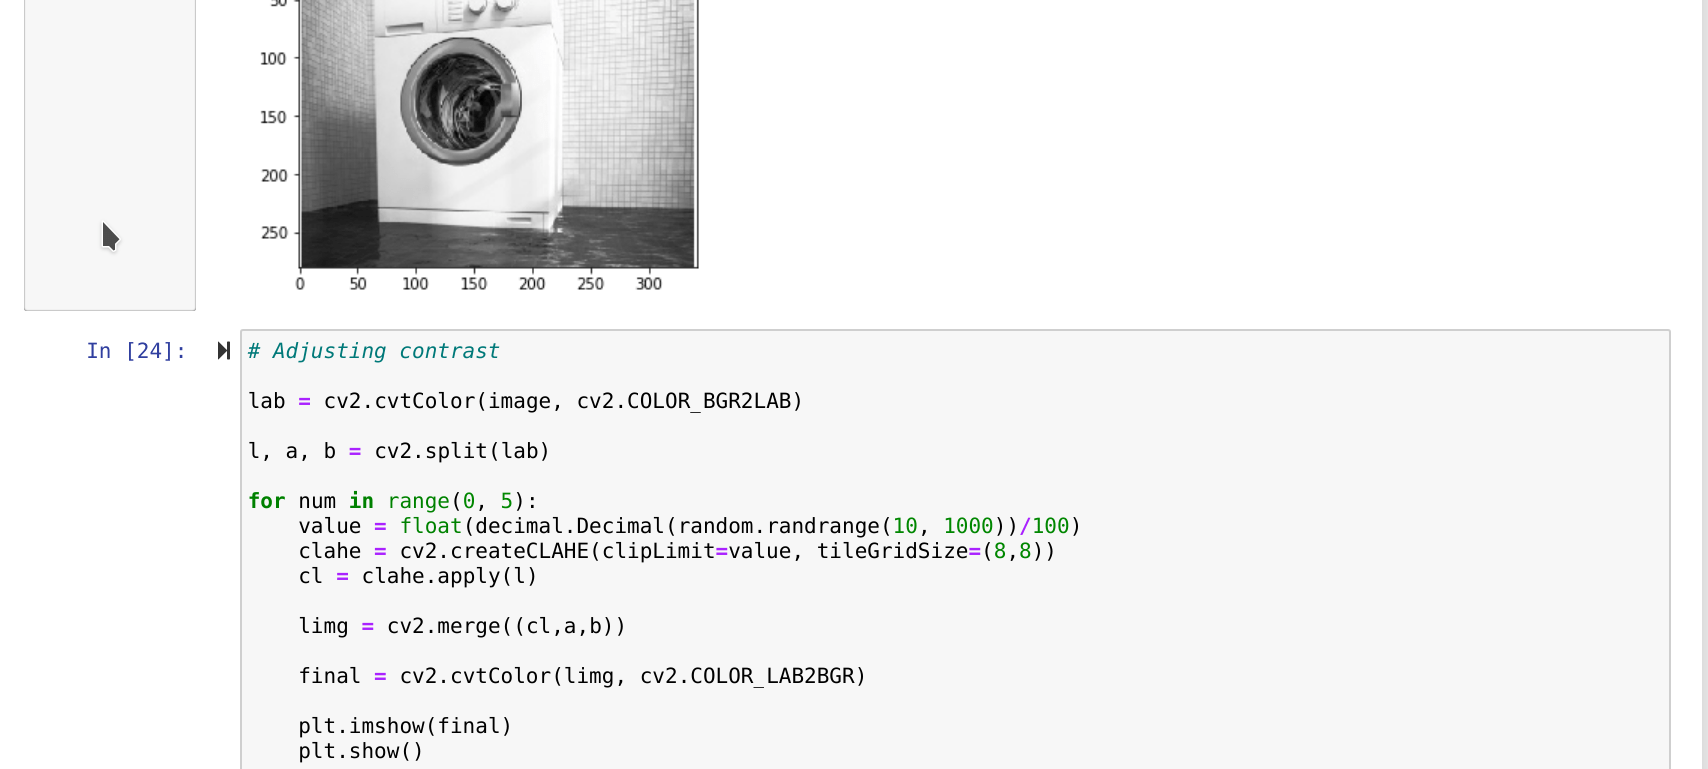 50
100
150
200
250
0 50 100 150 200 250 300
In [24]:
# Adjusting contrast
lab = cv2.cvtColor(image, cv2.COLOR_BGR2LAB)
l, a, b = cv2.split(lab)
for num in range(0, 5):
    value = float(decimal.Decimal(random.randrange(10, 1000))/100)
    clahe = cv2.createCLAHE(clipLimit=value, tileGridSize=(8,8))
    cl = clahe.apply(l)
    limg = cv2.merge((cl,a,b))
    final = cv2.cvtColor(limg, cv2.COLOR_LAB2BGR)
    plt.imshow(final)
    plt.show()